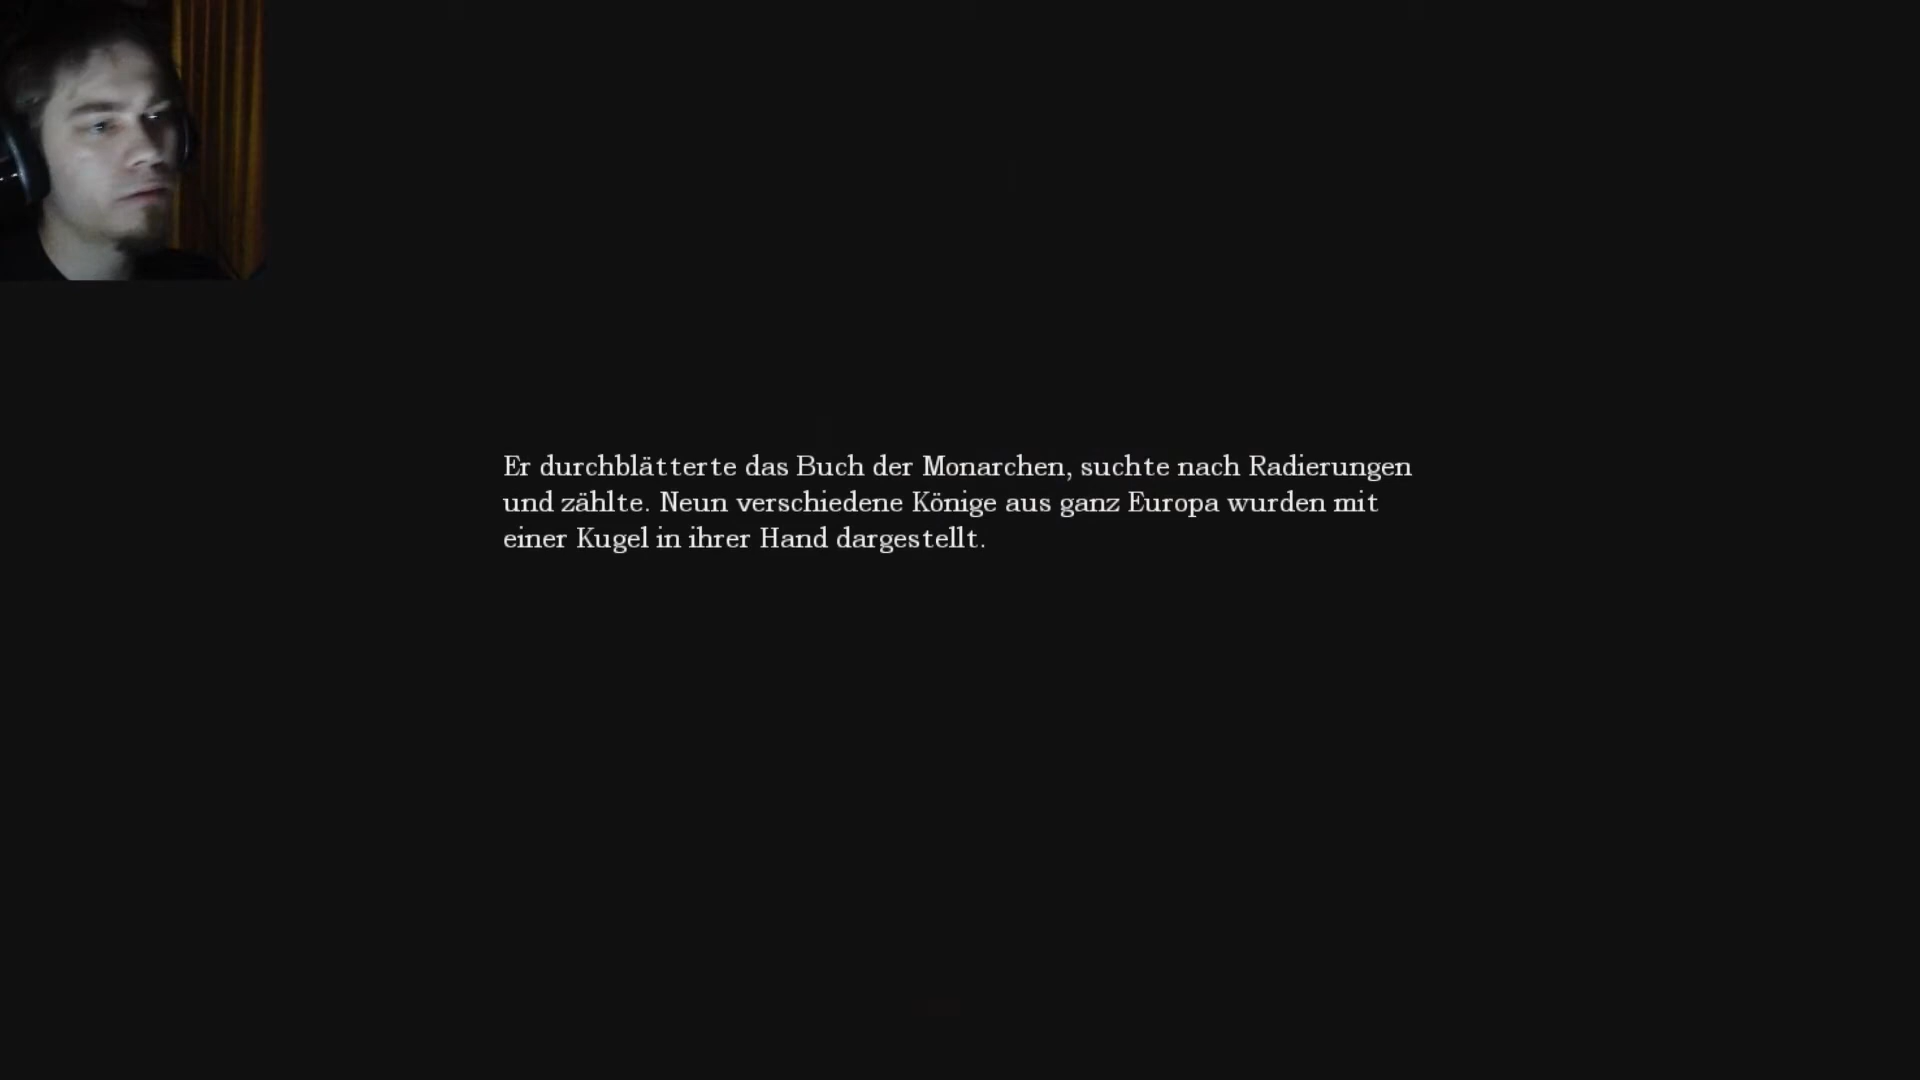 Er durchblätterte das Buch der Monarchen, suchte nach Radierungen
und zählte. Neun verschiedene Könige aus ganz Europa wurden mit
einer Kugel in ihrer Hand dargestellt.